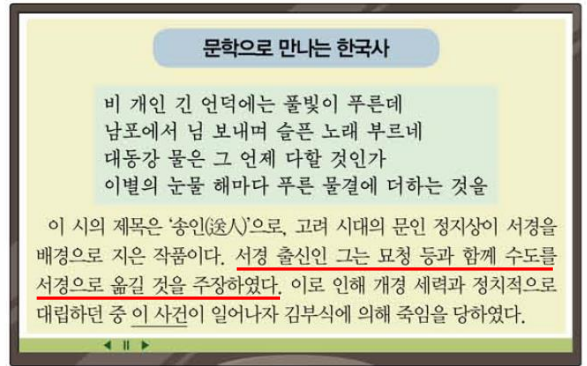 문학으로 만나는 한국사
비 개인 긴 언덕에는 풀빛이 푸른데
남포에서 님 보내며 슬픈 노래 부르네
대동강 물은 그 언제 다할 것인가
이별의 눈물 해마다 푸른 물결에 더하는 것을
이 시의 제목은 ‘송인(送人)’으로, 고려 시대의 문인 정지상이 서경을
배경으로 지은 작품이다. 서경 출신인 그는 묘청 등과 함께 수도를
서경으로 옮길 것을 주장하였다. 이로 인해 개경 세력과 정치적으로
대립하던 중 이 사건이 일어나자 김부식에 의해 죽임을 당하였다.